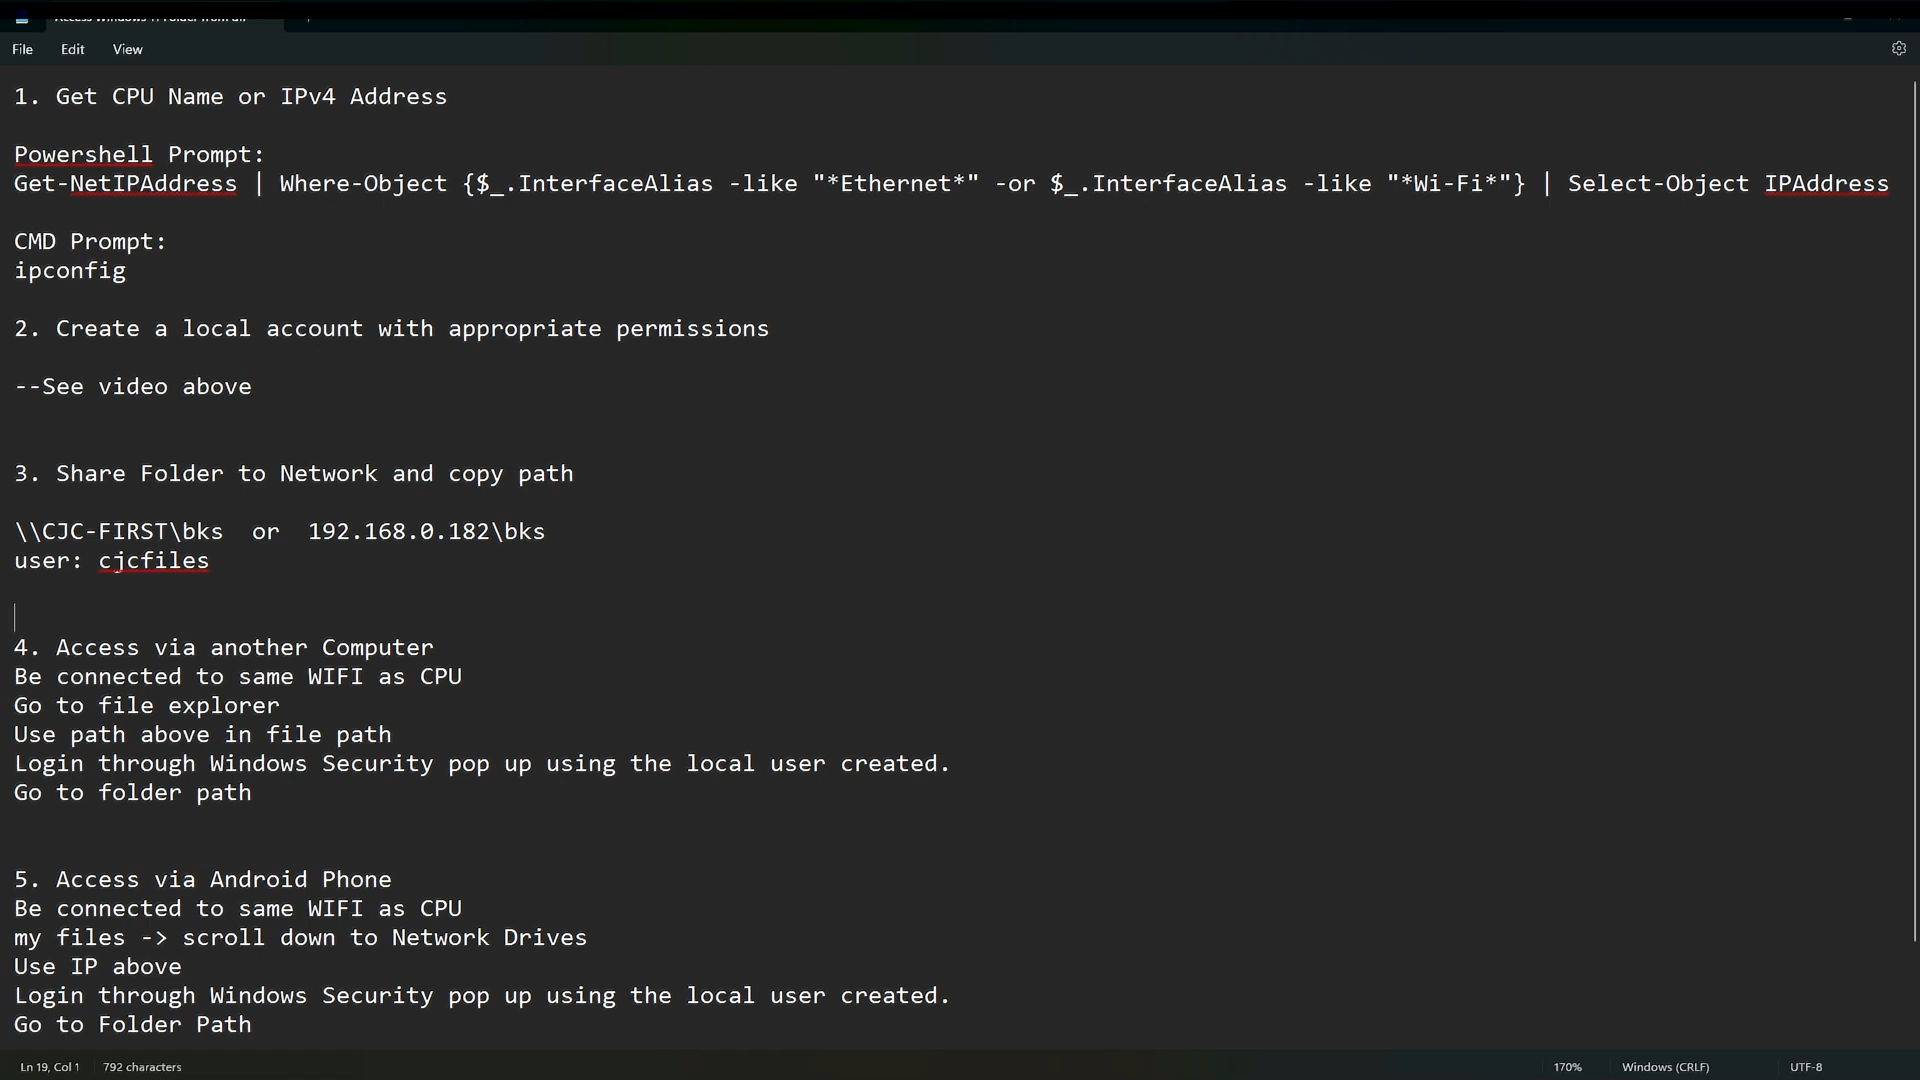 File Edit View
1. Get CPU Name or IPv4 Address
Powershell Prompt:
Get-NetIPAddress | Where-Object {$_.InterfaceAlias -like "*Ethernet*" -or $_.InterfaceAlias -like "*Wi-Fi*"} | Select-Object IPAddress
CMD Prompt:
ipconfig
2. Create a local account with appropriate permissions
--See video above
3. Share Folder to Network and copy path
\\CJC-FIRST\bks  or  192.168.0.182\bks
user: cjcfiles
4. Access via another Computer
Be connected to same WIFI as CPU
Go to file explorer
Use path above in file path
Login through Windows Security pop up using the local user created.
Go to folder path
5. Access via Android Phone
Be connected to same WIFI as CPU
my files -> scroll down to Network Drives
Use IP above
Login through Windows Security pop up using the local user created.
Go to Folder Path
Ln 19, Col 1 792 characters 170% Windows (CRLF) UTF-8